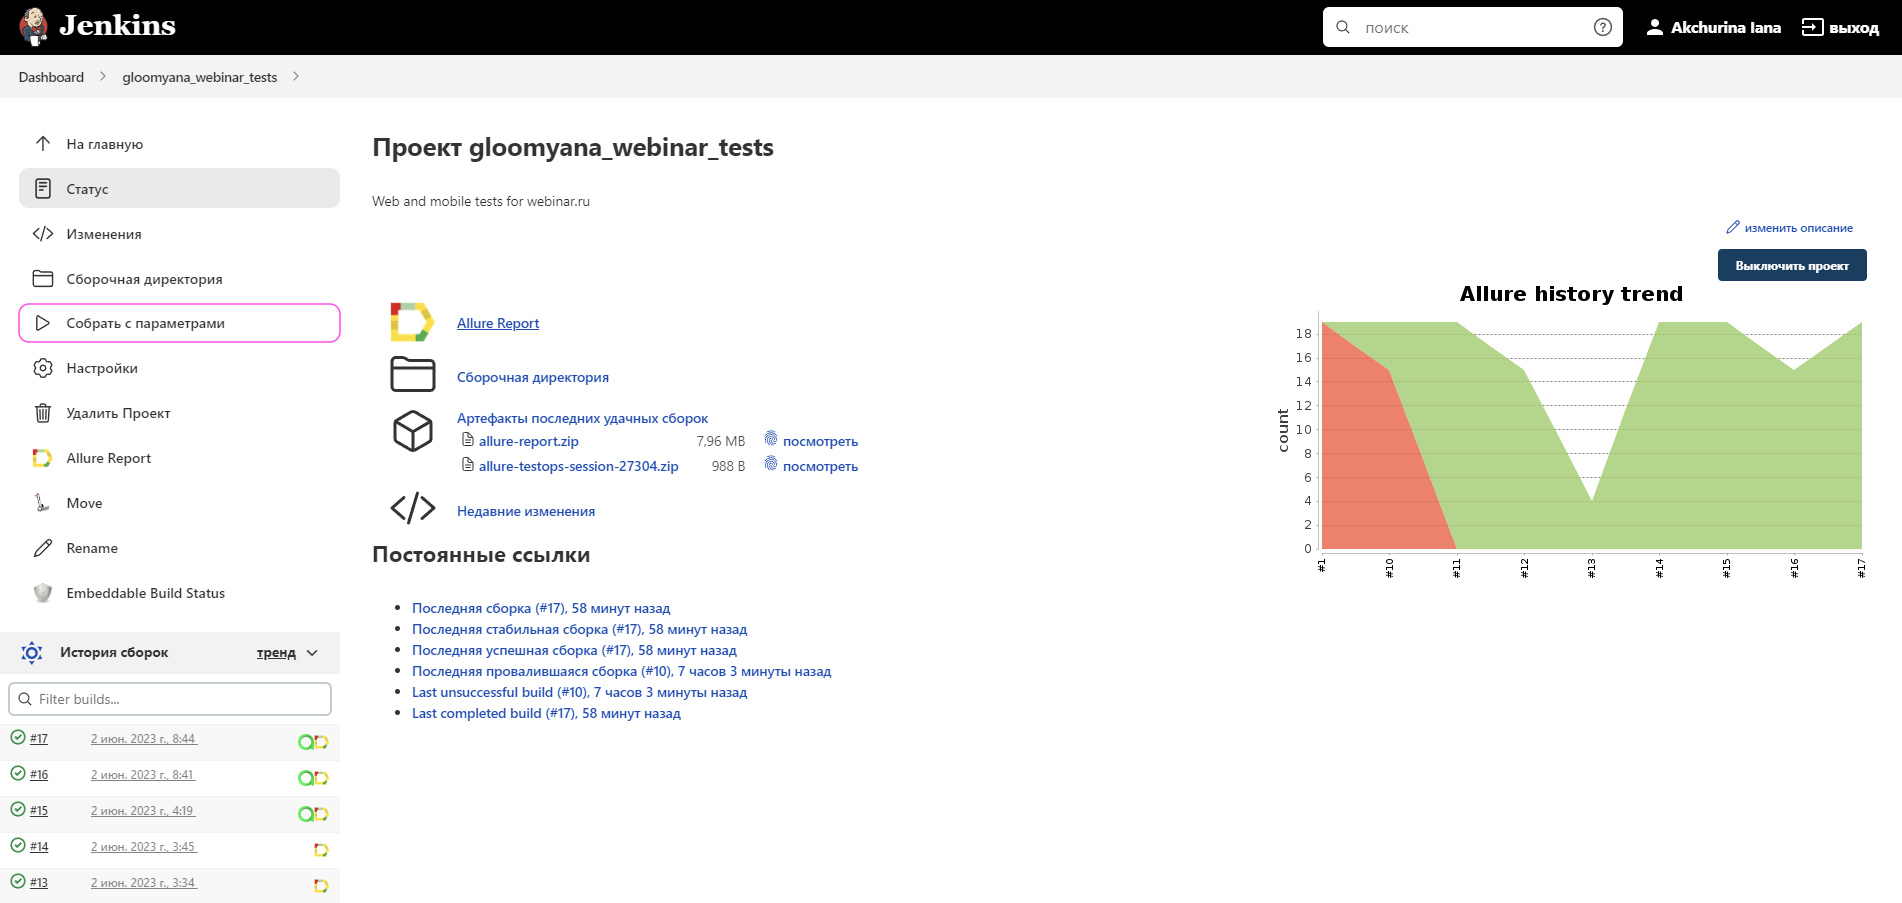 Jenkins
поиск
Akchurina Iana
выход
Dashboard
gloomyana_webinar_tests
На главную
Статус
Изменения
Сборочная директория
Собрать с параметрами
Настройки
Удалить Проект
Allure Report
Move
Rename
Embeddable Build Status
История сборок
тренд
Filter builds...
#17 2 июн. 2023 г., 8:44
#16 2 июн. 2023 г., 8:41
#15 2 июн. 2023 г., 4:19
#14 2 июн. 2023 г., 3:45
#13 2 июн. 2023 г., 3:34
Проект gloomyana_webinar_tests
Web and mobile tests for webinar.ru
изменить описание
Выключить проект
Allure Report
Сборочная директория
Артефакты последних удачных сборок
allure-report.zip 7,96 MB посмотреть
allure-testops-session-27304.zip 988 B посмотреть
Недавние изменения
Постоянные ссылки
Последняя сборка (#17), 58 минут назад
Последняя стабильная сборка (#17), 58 минут назад
Последняя успешная сборка (#17), 58 минут назад
Последняя провалившаяся сборка (#10), 7 часов 3 минуты назад
Last unsuccessful build (#10), 7 часов 3 минуты назад
Last completed build (#17), 58 минут назад
Allure history trend
count
18
16
14
12
10
8
6
4
2
0
#1 #10 #11 #12 #13 #14 #15 #16 #17